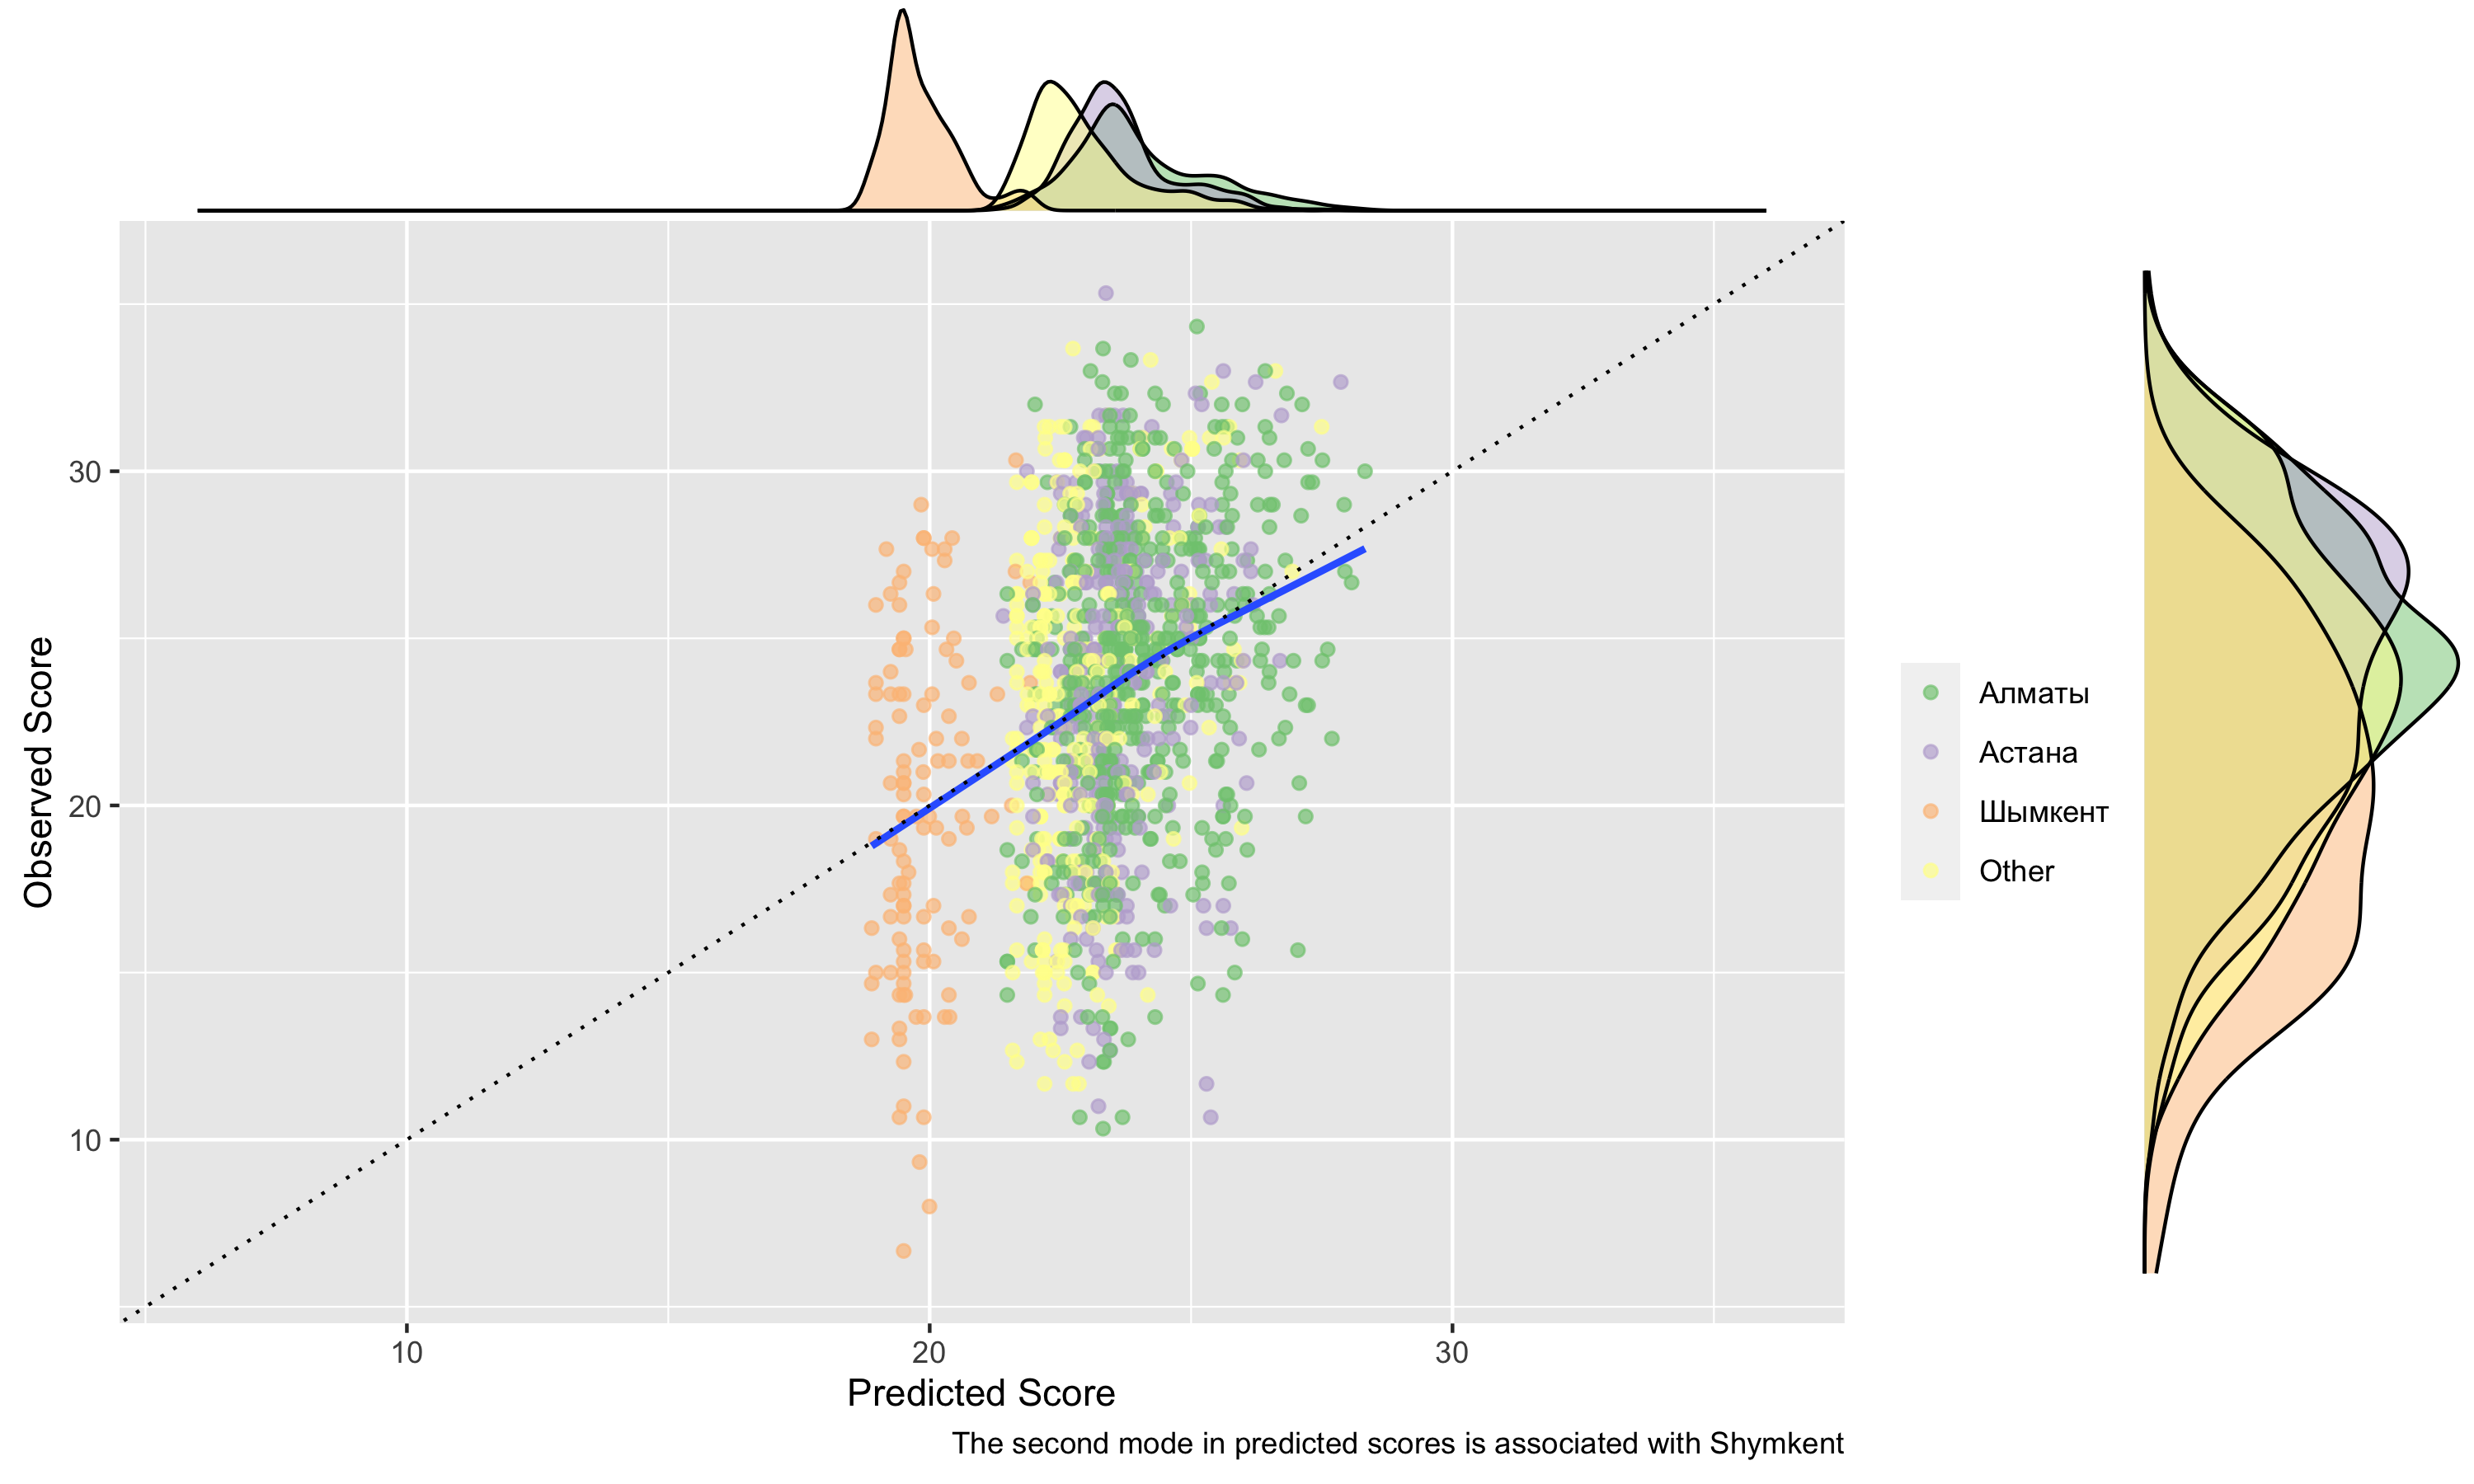 Observed Score
30
20
10
10
20
30
Predicted Score
Алматы
Астана
Шымкент
Other
The second mode in predicted scores is associated with Shymkent